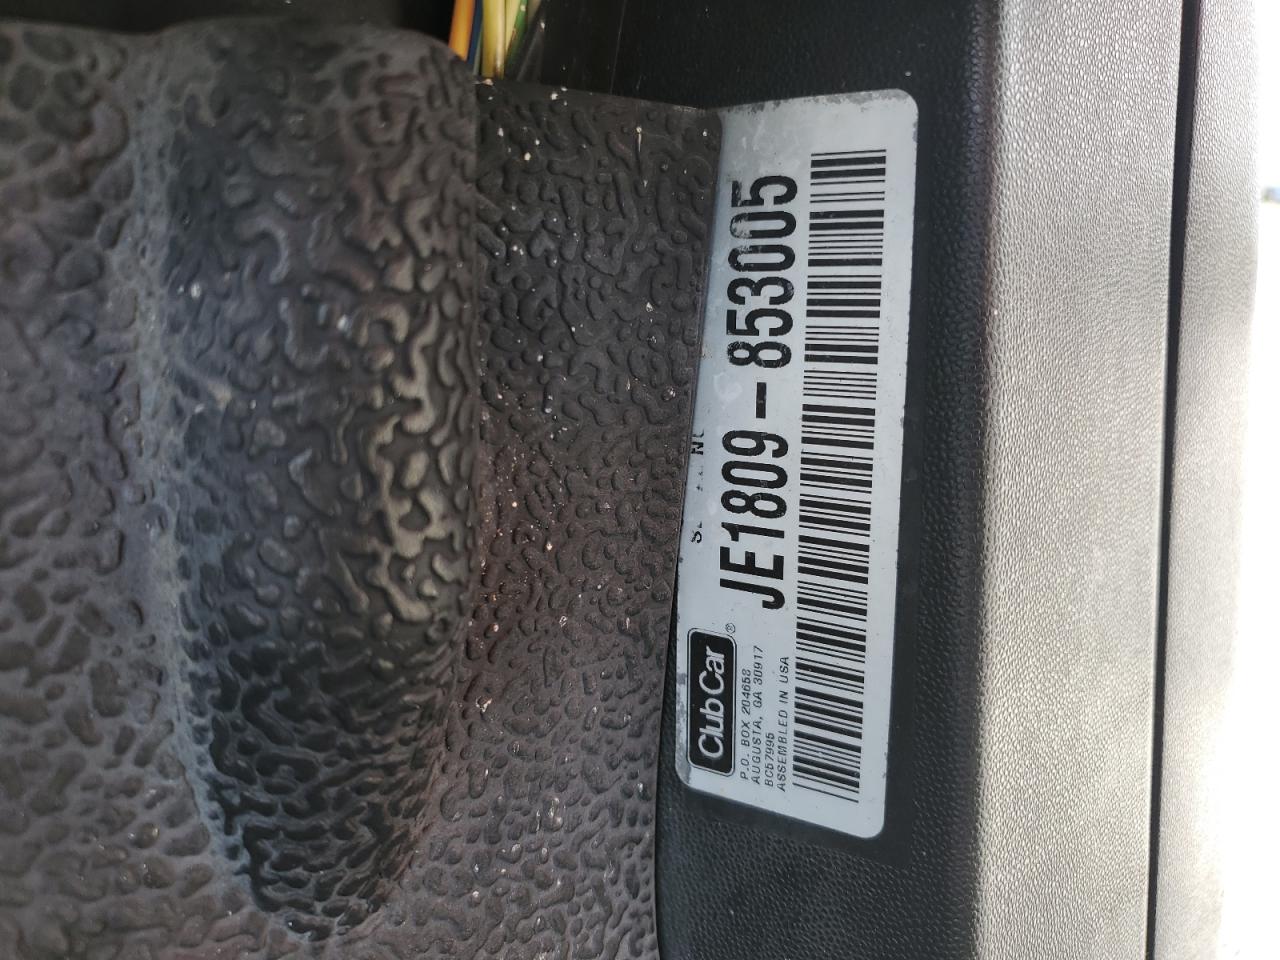 JE1809-853005
Club Car®
P.O. BOX 204658
AUGUSTA, GA 30917
BC57995
ASSEMBLED IN USA